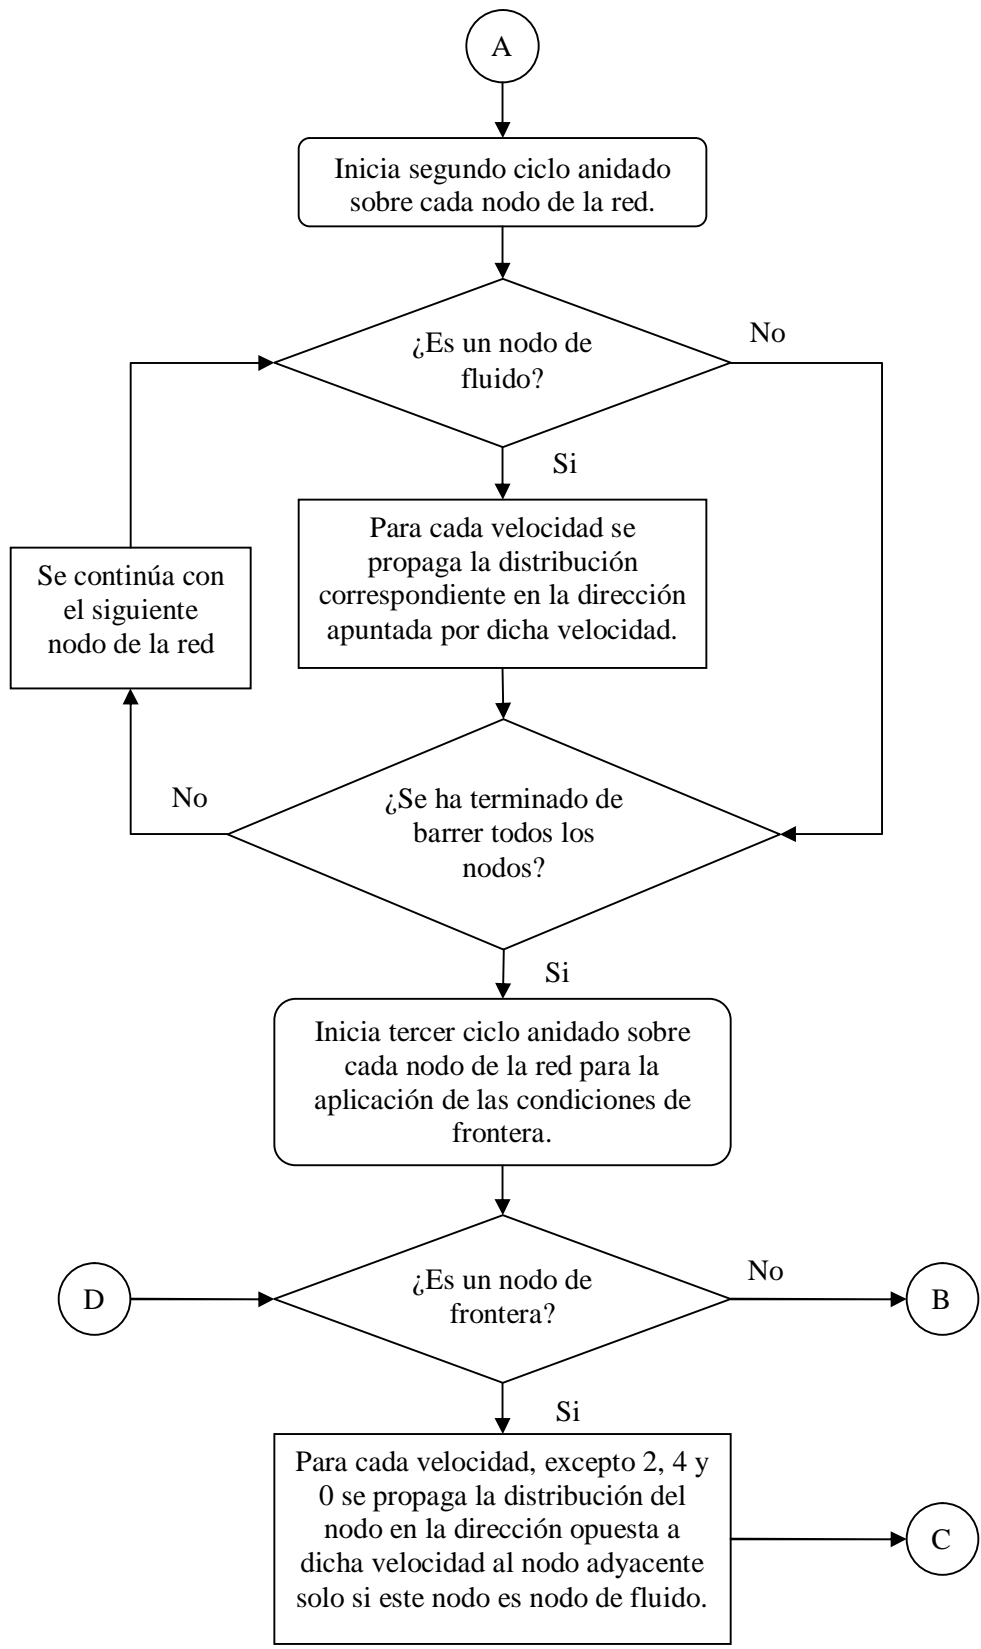 A
Inicia segundo ciclo anidado
sobre cada nodo de la red.
¿Es un nodo de
fluido?
No
Si
Para cada velocidad se
propaga la distribución
correspondiente en la dirección
apuntada por dicha velocidad.
Se continúa con
el siguiente
nodo de la red
No
¿Se ha terminado de
barrer todos los
nodos?
Si
Inicia tercer ciclo anidado sobre
cada nodo de la red para la
aplicación de las condiciones de
frontera.
D
¿Es un nodo de
frontera?
No
B
Si
Para cada velocidad, excepto 2, 4 y
0 se propaga la distribución del
nodo en la dirección opuesta a
dicha velocidad al nodo adyacente
solo si este nodo es nodo de fluido.
C